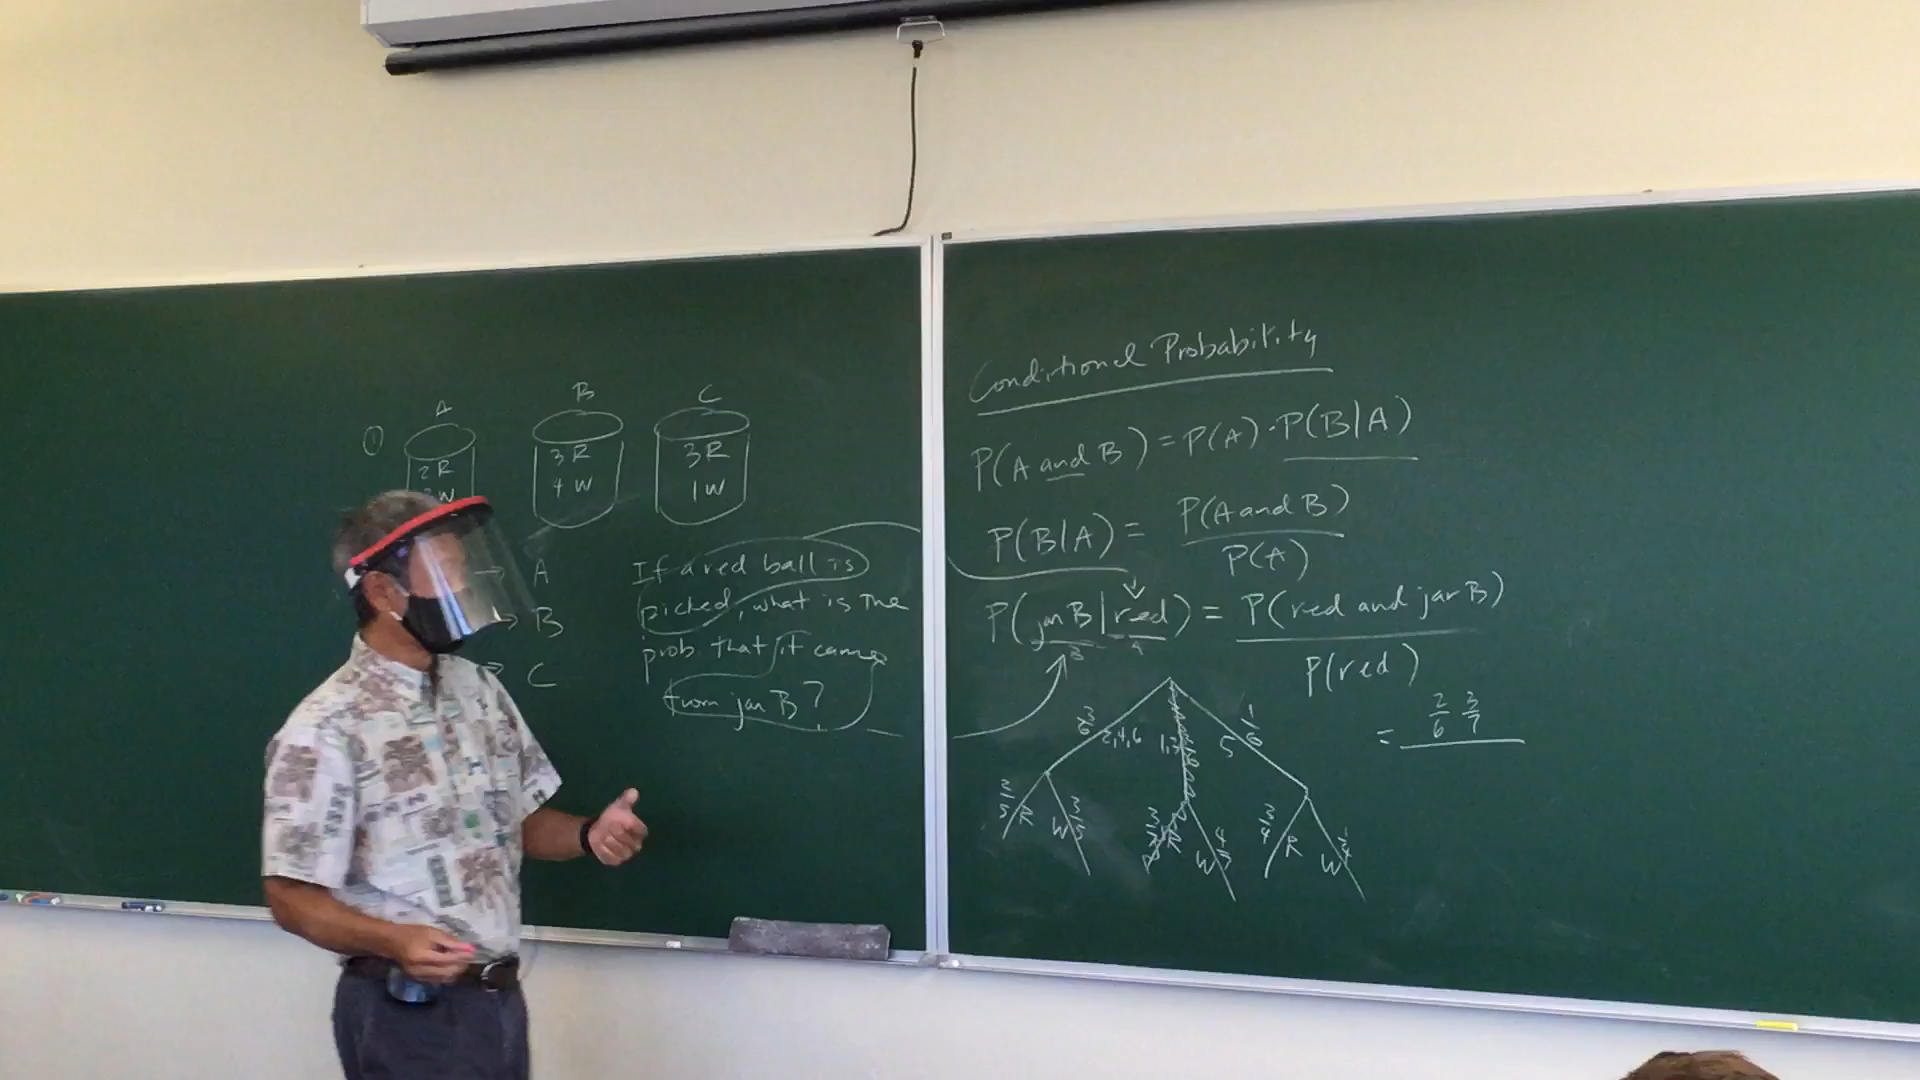 ①
A
B
C
2R
W
3R
4W
3R
1W
→ A
→ B
→ C
If a red ball is
picked, what is the
prob that it came
from jar B?
Conditional Probability
P(A and B) = P(A) · P(B|A)
P(B|A) = P(A and B) / P(A)
P(jar B | red) = P(red and jar B) / P(red)
B A
= 2/6 3/7
3/6
2,4,6
1,3
5
1/6
2/5 R
W 3/5
3/7 R
W 4/7
3/4 R
W 1/4